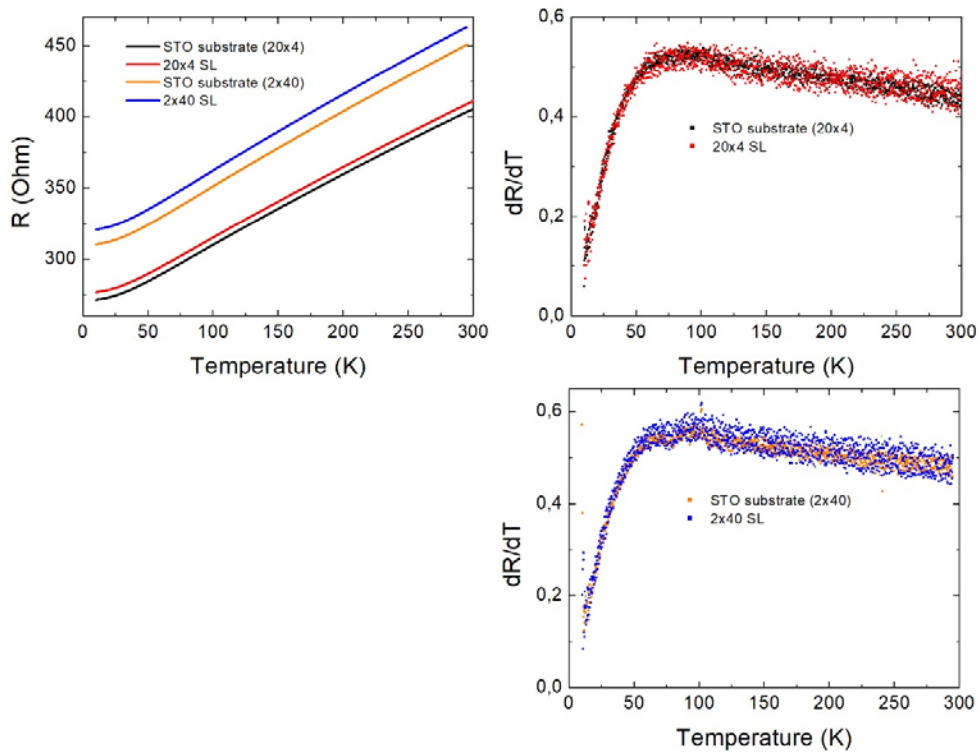 450
400
350
300
R (Ohm)
STO substrate (20x4)
20x4 SL
STO substrate (2x40)
2x40 SL
0 50 100 150 200 250 300
Temperature (K)
0,6
0,4
0,2
0,0
dR/dT
STO substrate (20x4)
20x4 SL
0 50 100 150 200 250 300
Temperature (K)
0,6
0,4
0,2
0,0
dR/dT
STO substrate (2x40)
2x40 SL
0 50 100 150 200 250 300
Temperature (K)